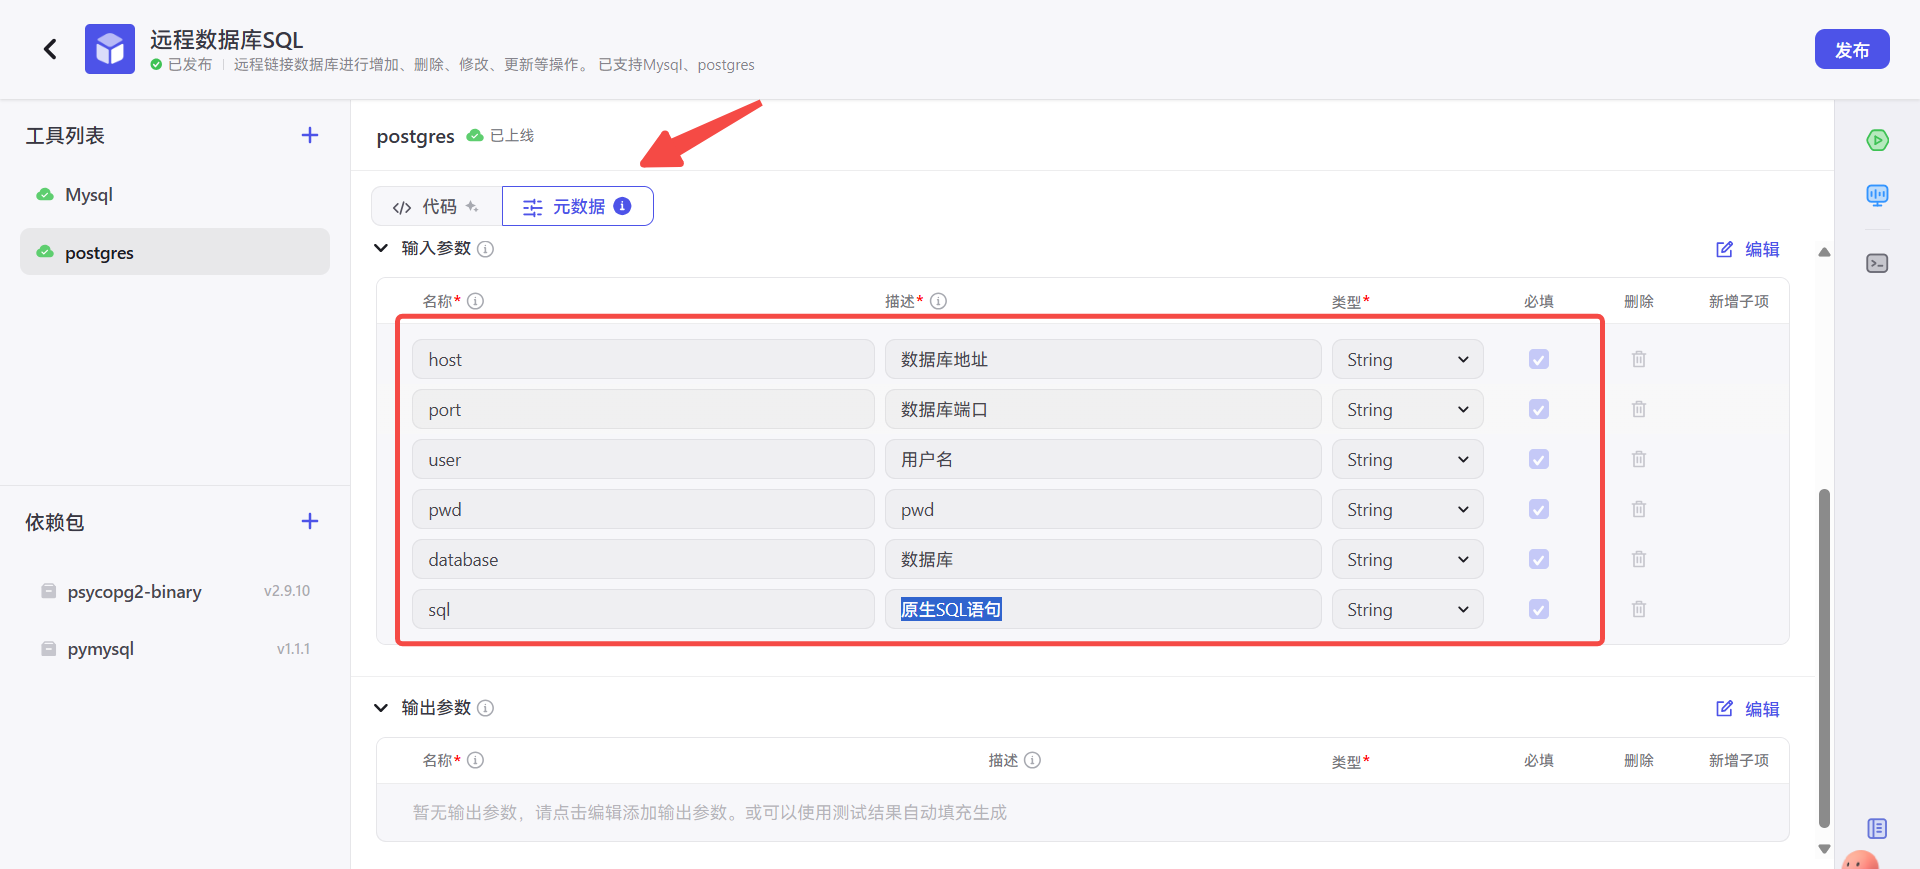 远程数据库SQL
已发布 远程链接数据库进行增加、删除、修改、更新等操作。 已支持Mysql、postgres
发布
工具列表
Mysql
postgres
依赖包
psycopg2-binary v2.9.10
pymysql v1.1.1
postgres 已上线
代码 元数据
输入参数 编辑
名称* 描述* 类型* 必填 删除 新增子项
host 数据库地址 String
port 数据库端口 String
user 用户名 String
pwd pwd String
database 数据库 String
sql 原生SQL语句 String
输出参数 编辑
名称* 描述 类型* 必填 删除 新增子项
暂无输出参数，请点击编辑添加输出参数。或可以使用测试结果自动填充生成